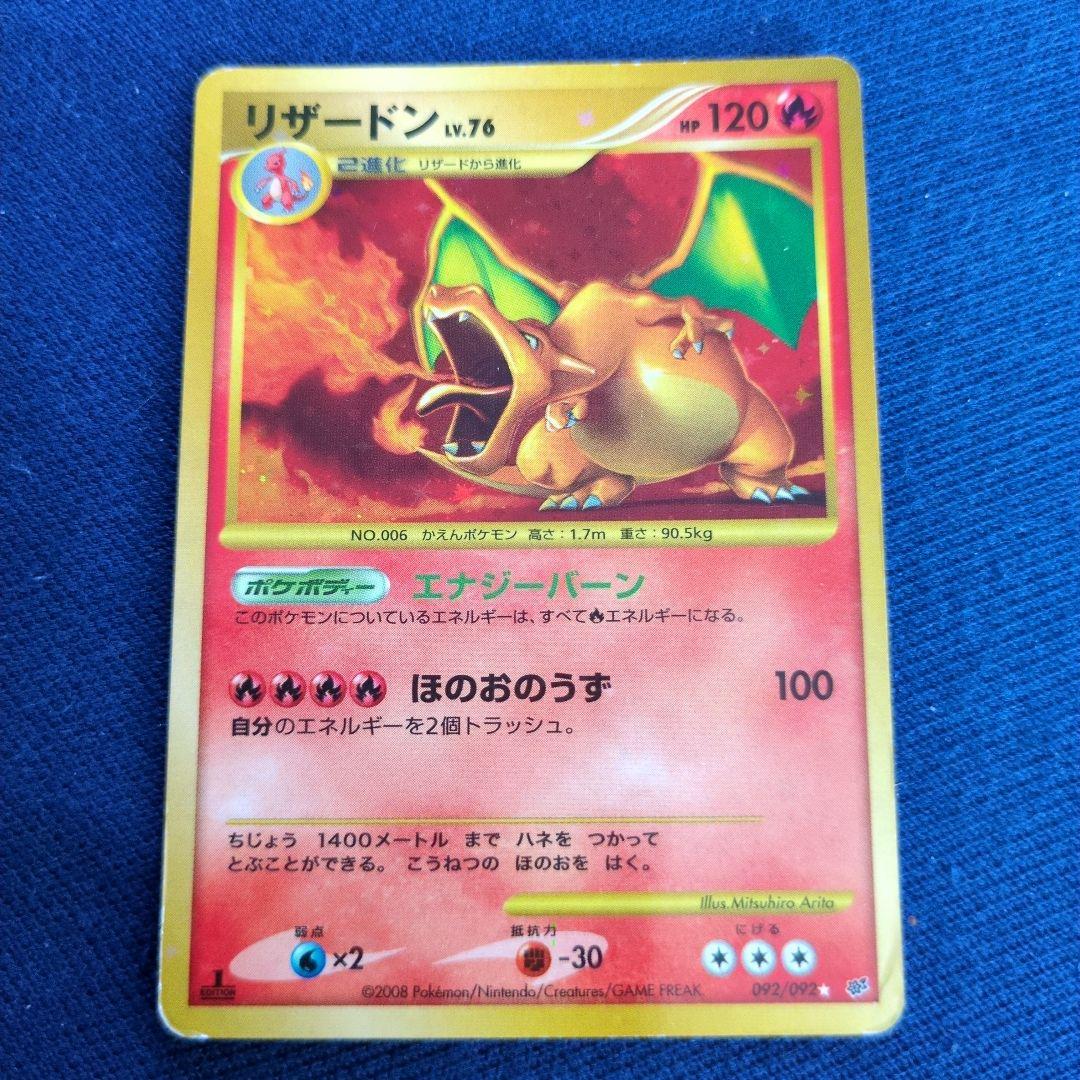 リザードン LV.76 HP 120
2進化 リザードから進化
NO.006 かえんポケモン 高さ：1.7m 重さ：90.5kg
ポケボディー エナジーバーン
このポケモンについているエネルギーは、すべてエネルギーになる。
ほのおのうず 100
自分のエネルギーを2個トラッシュ。
ちじょう 1400メートル まで ハネを つかって
とぶことができる。 こうねつの ほのおを はく。
Illus.Mitsuhiro Arita
弱点 抵抗力 にげる
×2 -30
1 EDITION ©2008 Pokémon/Nintendo/Creatures/GAME FREAK. 092/092★